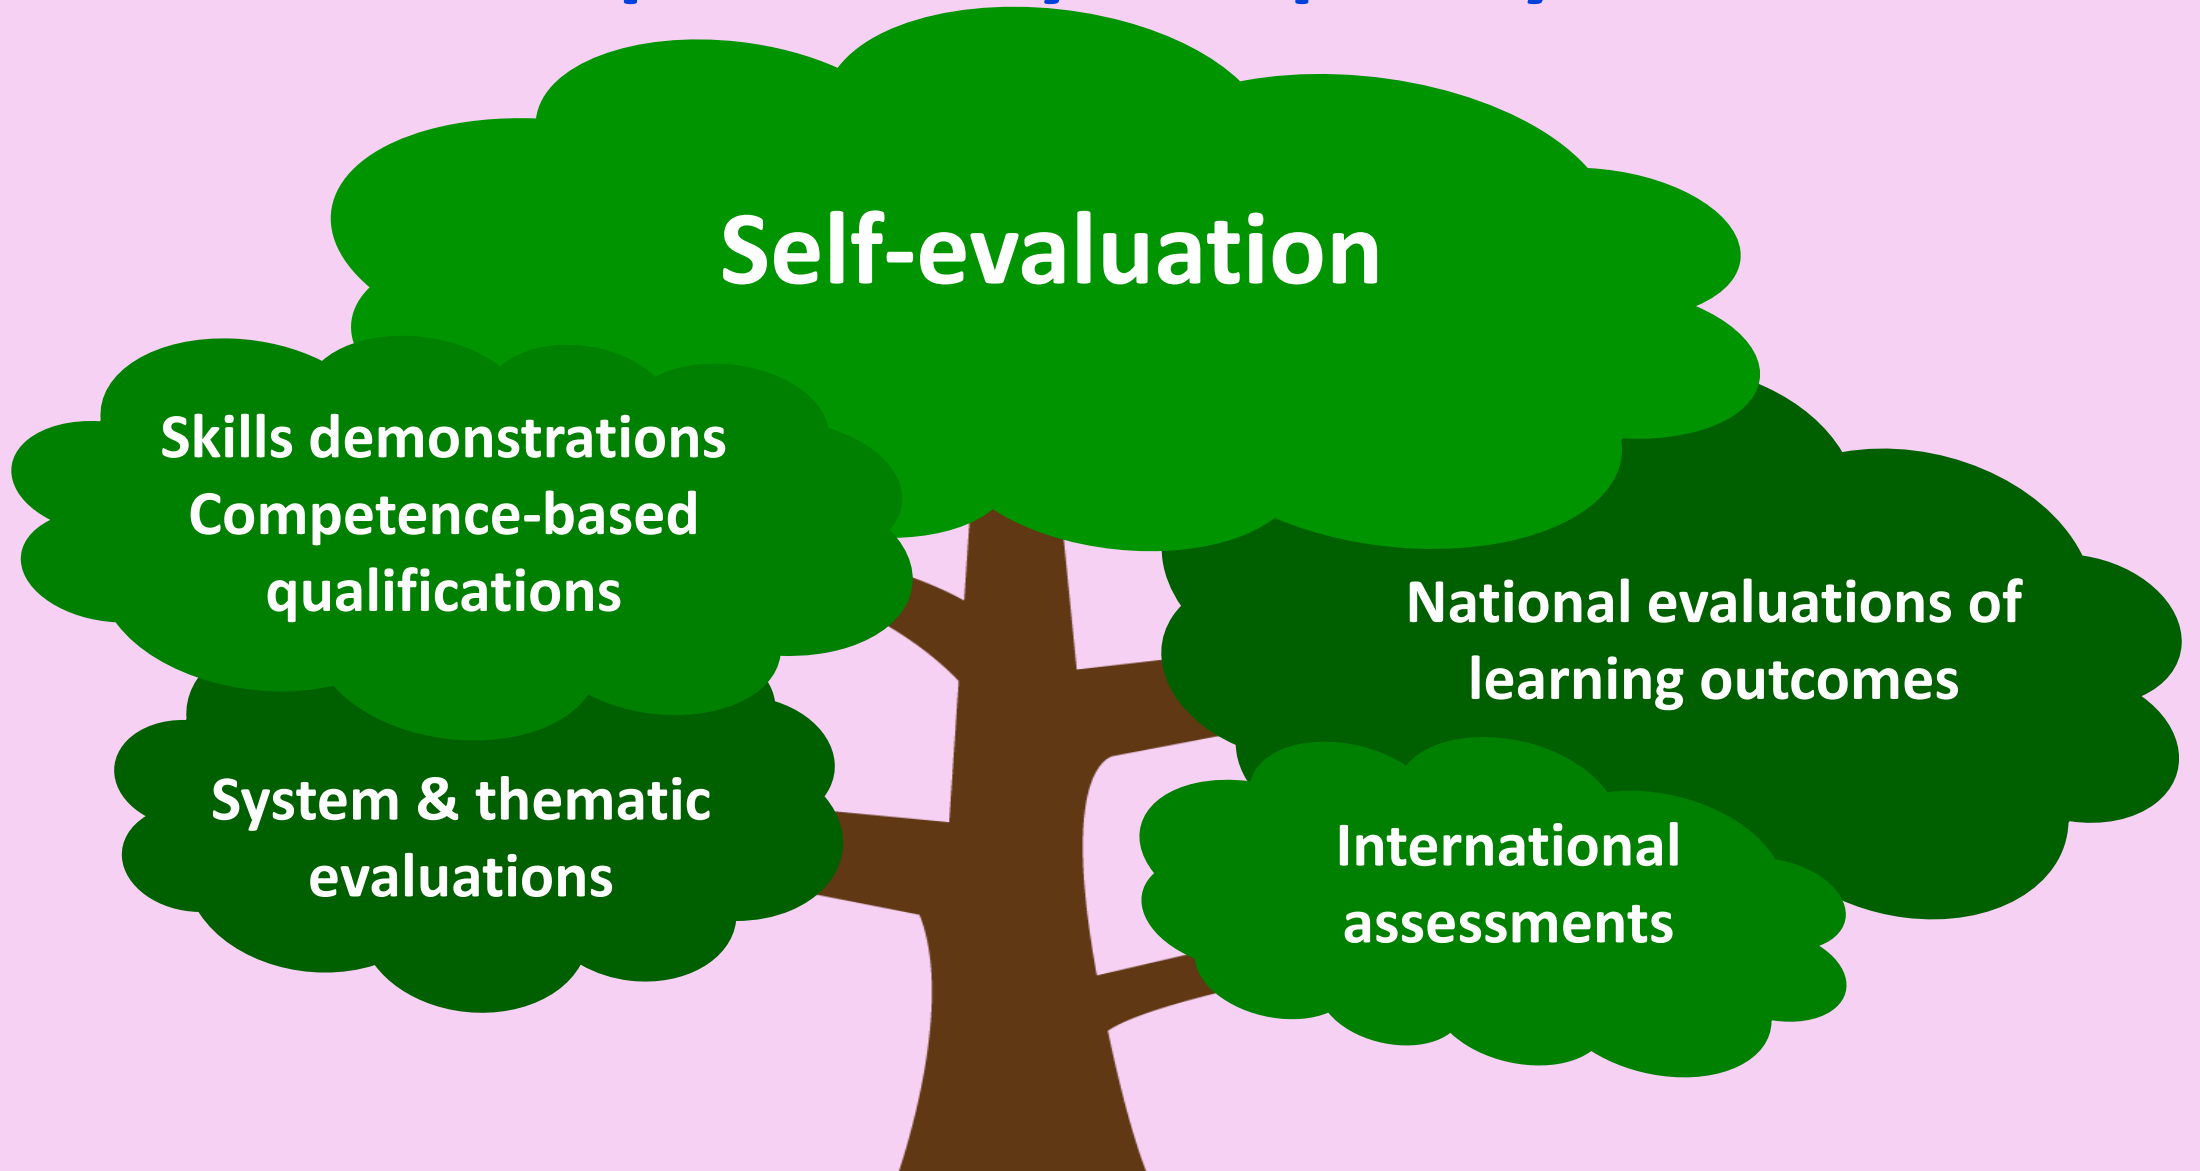 Self-evaluation
Skills demonstrations
Competence-based
qualifications
National evaluations of
learning outcomes
System & thematic
evaluations
International
assessments